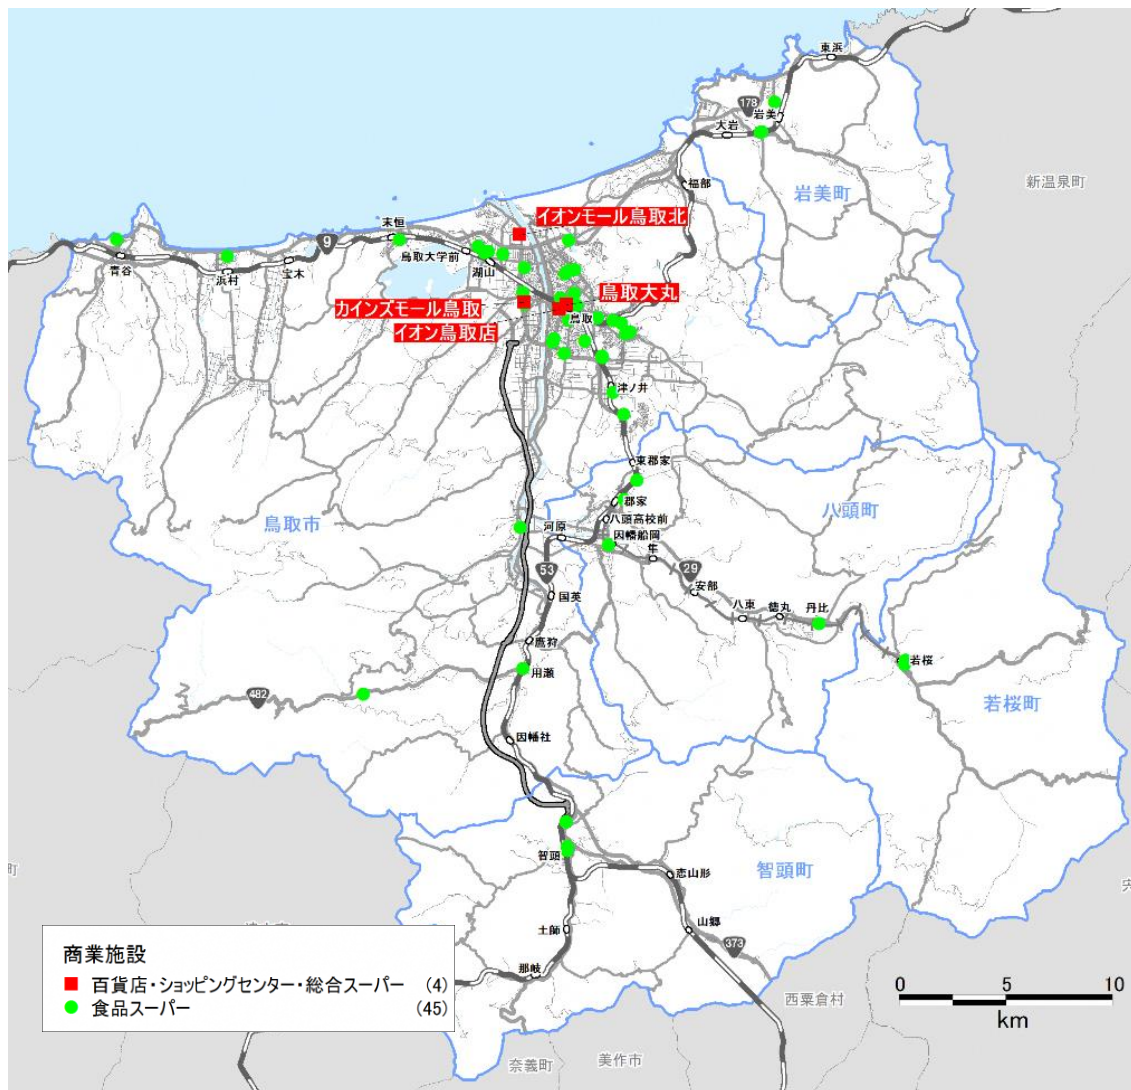 東浜
178
岩美
大岩
新温泉町
岩美町
福部
イオンモール鳥取北
末恒
9
鳥取大学前
青谷
浜村
宝木
湖山
カインズモール鳥取
鳥取大丸
鳥取
イオン鳥取店
津ノ井
東郡家
郡家
八頭町
鳥取市
八頭高校前
河原
因幡船岡
隼
53
29
安部
国英
八東
徳丸
丹比
鷹狩
若桜
用瀬
482
若桜町
因幡社
智頭町
智頭
恋山形
町
土師
山郷
373
那岐
商業施設
百貨店・ショッピングセンター・総合スーパー (4)
食品スーパー (45)
0 5 10
km
西粟倉村
美作市
奈義町